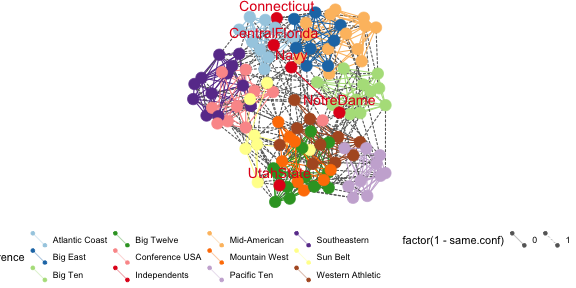 Connecticut
CentralFlorida
Navy
NotreDame
UtahState
Atlantic Coast
Big Twelve
Mid-American
Southeastern
factor(1 - same.conf)
0
1
rence
Big East
Conference USA
Mountain West
Sun Belt
Big Ten
Independents
Pacific Ten
Western Athletic